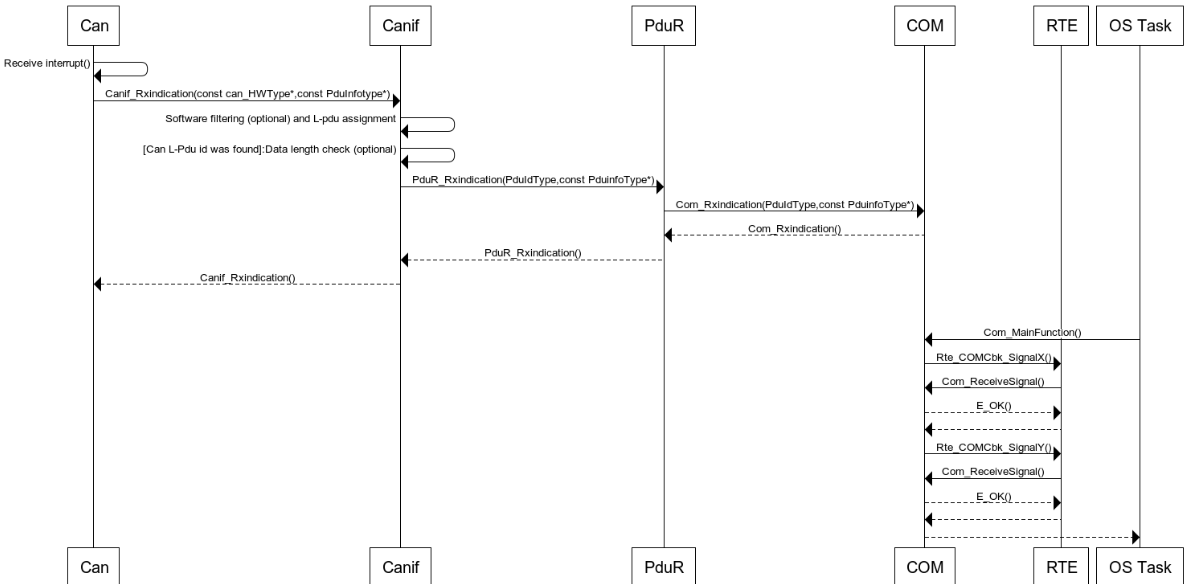 Can Canif PduR COM RTE OS Task
Receive interrupt()
Canif_Rxindication(const can_HWType*,const PduInfotype*)
Software filtering (optional) and L-pdu assignment
[Can L-Pdu id was found]:Data length check (optional)
PduR_Rxindication(PduIdType,const PduinfoType*)
Com_Rxindication(PduIdType,const PduinfoType*)
Com_Rxindication()
PduR_Rxindication()
Canif_Rxindication()
Com_MainFunction()
Rte_COMCbk_SignalX()
Com_ReceiveSignal()
E_OK()
Rte_COMCbk_SignalY()
Com_ReceiveSignal()
E_OK()
Can Canif PduR COM RTE OS Task